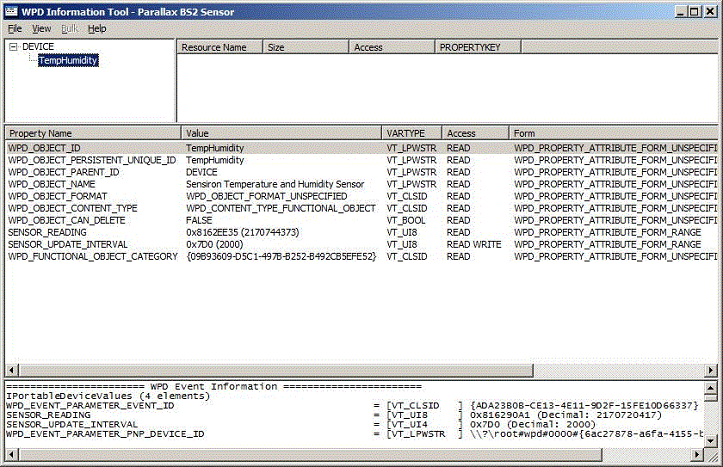 WPD Information Tool - Parallax BS2 Sensor
File View Bulk Help
DEVICE
TempHumidity
Resource Name Size Access PROPERTYKEY
Property Name Value VARTYPE Access Form
WPD_OBJECT_ID TempHumidity VT_LPWSTR READ WPD_PROPERTY_ATTRIBUTE_FORM_UNSPECIFI
WPD_OBJECT_PERSISTENT_UNIQUE_ID TempHumidity VT_LPWSTR READ WPD_PROPERTY_ATTRIBUTE_FORM_UNSPECIFI
WPD_OBJECT_PARENT_ID DEVICE VT_LPWSTR READ WPD_PROPERTY_ATTRIBUTE_FORM_UNSPECIFI
WPD_OBJECT_NAME Sensiron Temperature and Humidity Sensor VT_LPWSTR READ WPD_PROPERTY_ATTRIBUTE_FORM_UNSPECIFI
WPD_OBJECT_FORMAT WPD_OBJECT_FORMAT_UNSPECIFIED VT_CLSID READ WPD_PROPERTY_ATTRIBUTE_FORM_UNSPECIFI
WPD_OBJECT_CONTENT_TYPE WPD_CONTENT_TYPE_FUNCTIONAL_OBJECT VT_CLSID READ WPD_PROPERTY_ATTRIBUTE_FORM_UNSPECIFI
WPD_OBJECT_CAN_DELETE FALSE VT_BOOL READ WPD_PROPERTY_ATTRIBUTE_FORM_UNSPECIFI
SENSOR_READING 0x8162EE35 (2170744373) VT_UI8 READ WPD_PROPERTY_ATTRIBUTE_FORM_RANGE
SENSOR_UPDATE_INTERVAL 0x7D0 (2000) VT_UI8 READ WRITE WPD_PROPERTY_ATTRIBUTE_FORM_RANGE
WPD_FUNCTIONAL_OBJECT_CATEGORY {09B93609-D5C1-497B-B252-B492CB5EFE52} VT_CLSID READ WPD_PROPERTY_ATTRIBUTE_FORM_UNSPECIFI
======================= WPD Event Information =======================
IPortableDeviceValues (4 elements)
WPD_EVENT_PARAMETER_EVENT_ID = [VT_CLSID ] {ADA23B0B-CE13-4E11-9D2F-15FE10D66337}
SENSOR_READING = [VT_UI8 ] 0x816290A1 (Decimal: 2170720417)
SENSOR_UPDATE_INTERVAL = [VT_UI4 ] 0x7D0 (Decimal: 2000)
WPD_EVENT_PARAMETER_PNP_DEVICE_ID = [VT_LPWSTR ] \\?\root#wpd#0000#{6ac27878-a6fa-4155-b